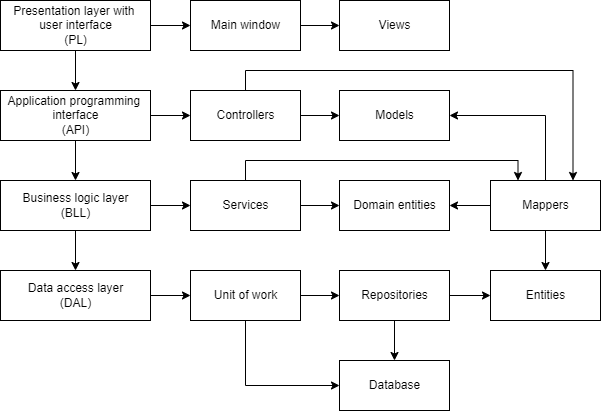 Presentation layer with
user interface
(PL)
Main window
Views
Application programming
interface
(API)
Controllers
Models
Business logic layer
(BLL)
Services
Domain entities
Mappers
Data access layer
(DAL)
Unit of work
Repositories
Entities
Database